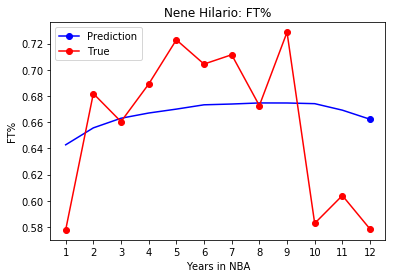 Nene Hilario: FT%
Prediction
True
0.72
0.70
0.68
0.66
0.64
0.62
0.60
0.58
FT%
1 2 3 4 5 6 7 8 9 10 11 12
Years in NBA